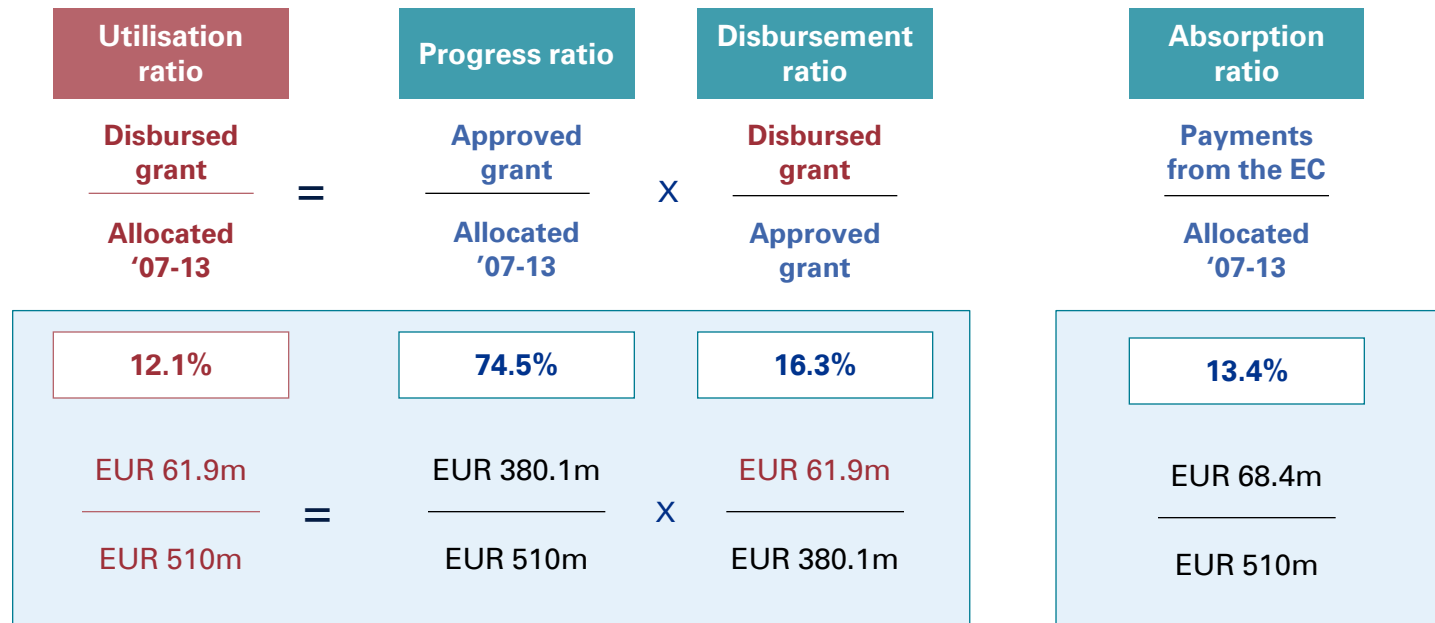 Utilisation
ratio
Progress ratio
Disbursement
ratio
Absorption
ratio
Disbursed
grant
=
Approved
grant
x
Disbursed
grant
Payments
from the EC
Allocated
‘07-13
Allocated
’07-13
Approved
grant
Allocated
‘07-13
12.1%
74.5%
16.3%
13.4%
EUR 61.9m
=
EUR 380.1m
x
EUR 61.9m
EUR 68.4m
EUR 510m
EUR 510m
EUR 380.1m
EUR 510m